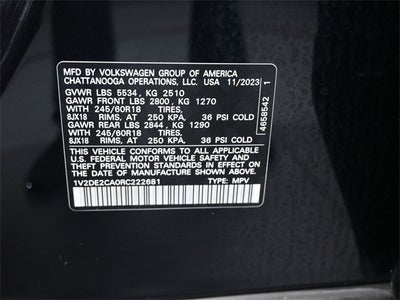 MFD BY VOLKSWAGEN GROUP OF AMERICA
CHATTANOOGA OPERATIONS, LLC. USA 11/2023
GVWR LBS 5534, KG 2510
GAWR FRONT LBS 2800, KG 1270
WITH 245/60R18 TIRES,
8JX18 RIMS, AT 250 KPA, 36 PSI COLD
GAWR REAR LBS 2844, KG 1290
WITH 245/60R18 TIRES,
8JX18 RIMS, AT 250 KPA, 36 PSI COLD
THIS VEHICLE CONFORMS TO ALL APPLICABLE
U.S. FEDERAL MOTOR VEHICLE SAFETY AND
THEFT PREVENTION STANDARDS IN EFFECT ON
THE DATE OF MANUFACTURE SHOWN ABOVE.
1V2DE2CA0RC222681 TYPE: MPV
4658542 1